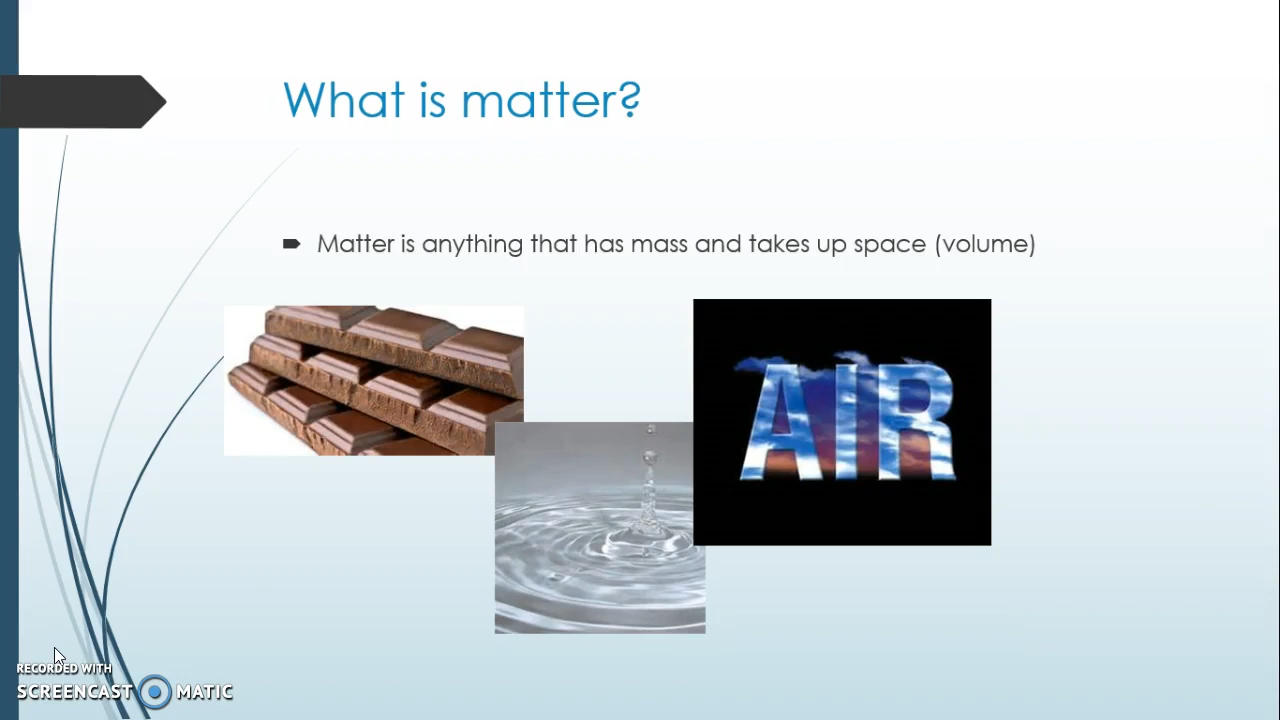 What is matter?
Matter is anything that has mass and takes up space (volume)
AIR
RECORDED WITH
SCREENCAST MATIC